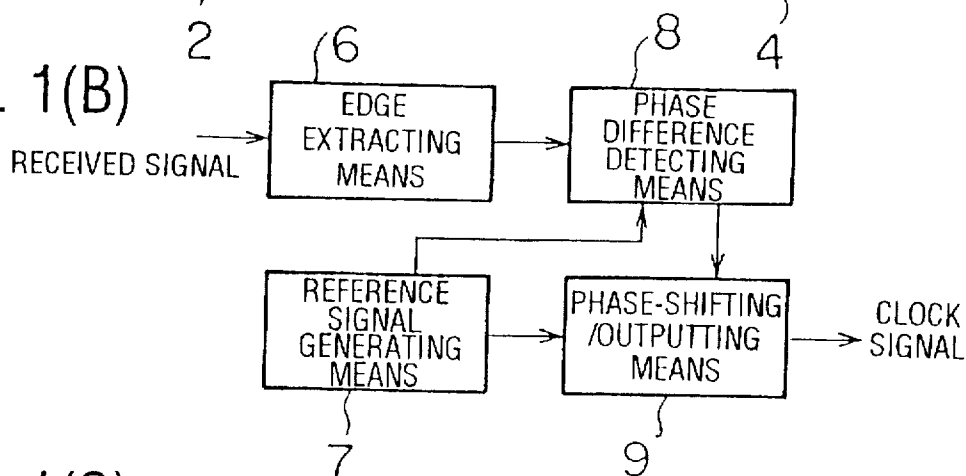 2
6
8
4
1(B)
RECEIVED SIGNAL
EDGE
EXTRACTING
MEANS
PHASE
DIFFERENCE
DETECTING
MEANS
REFERENCE
SIGNAL
GENERATING
MEANS
PHASE-SHIFTING
/OUTPUTTING
MEANS
CLOCK
SIGNAL
7
9